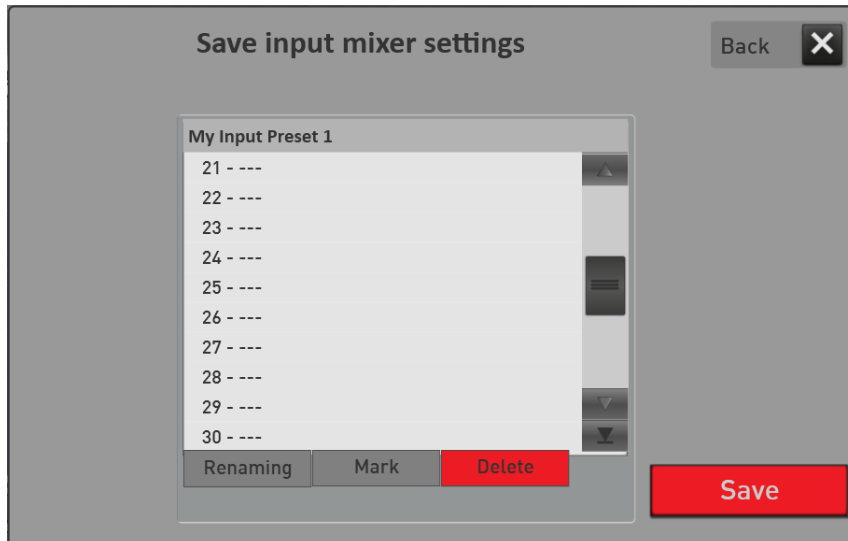 Save input mixer settings
Back
My Input Preset 1
21 - ---
22 - ---
23 - ---
24 - ---
25 - ---
26 - ---
27 - ---
28 - ---
29 - ---
30 - ---
Renaming Mark Delete
Save